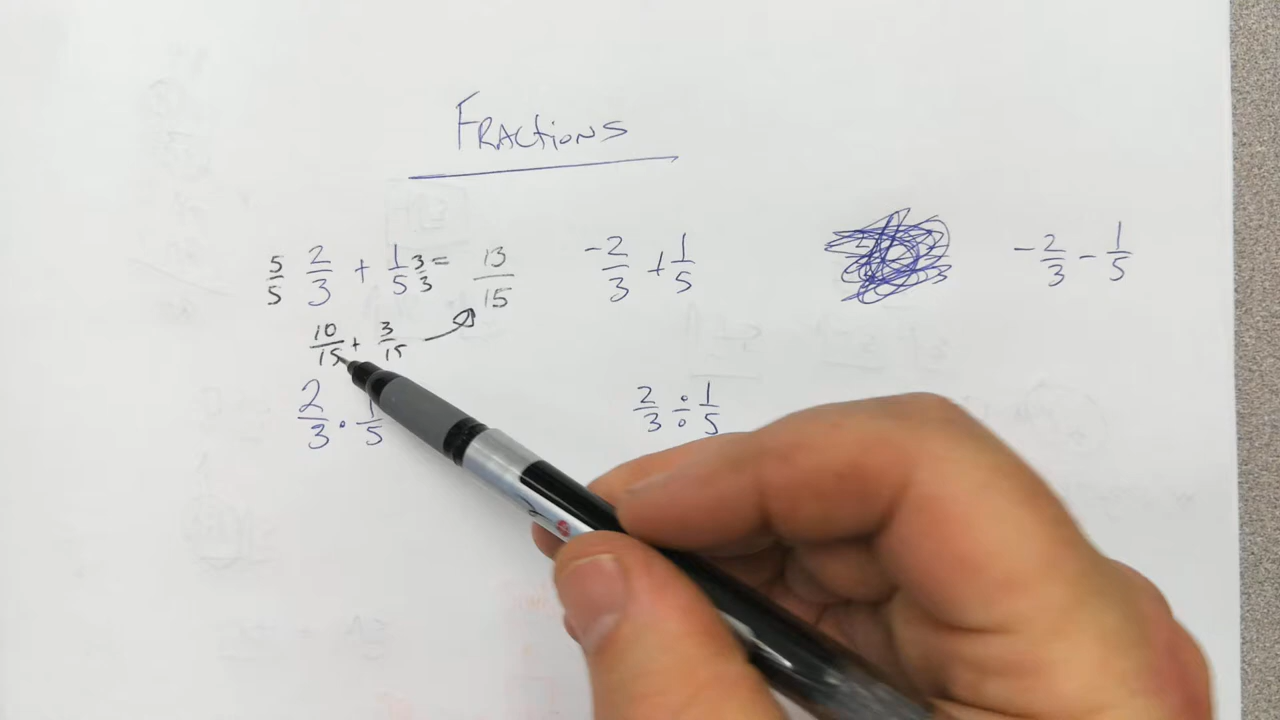 FRACtiONS
5/5 2/3 + 1/5 3/3 = 13/15
-2/3 + 1/5
-2/3 - 1/5
10/15 + 3/15
2/3 · 1/5
2/3 ÷ 1/5